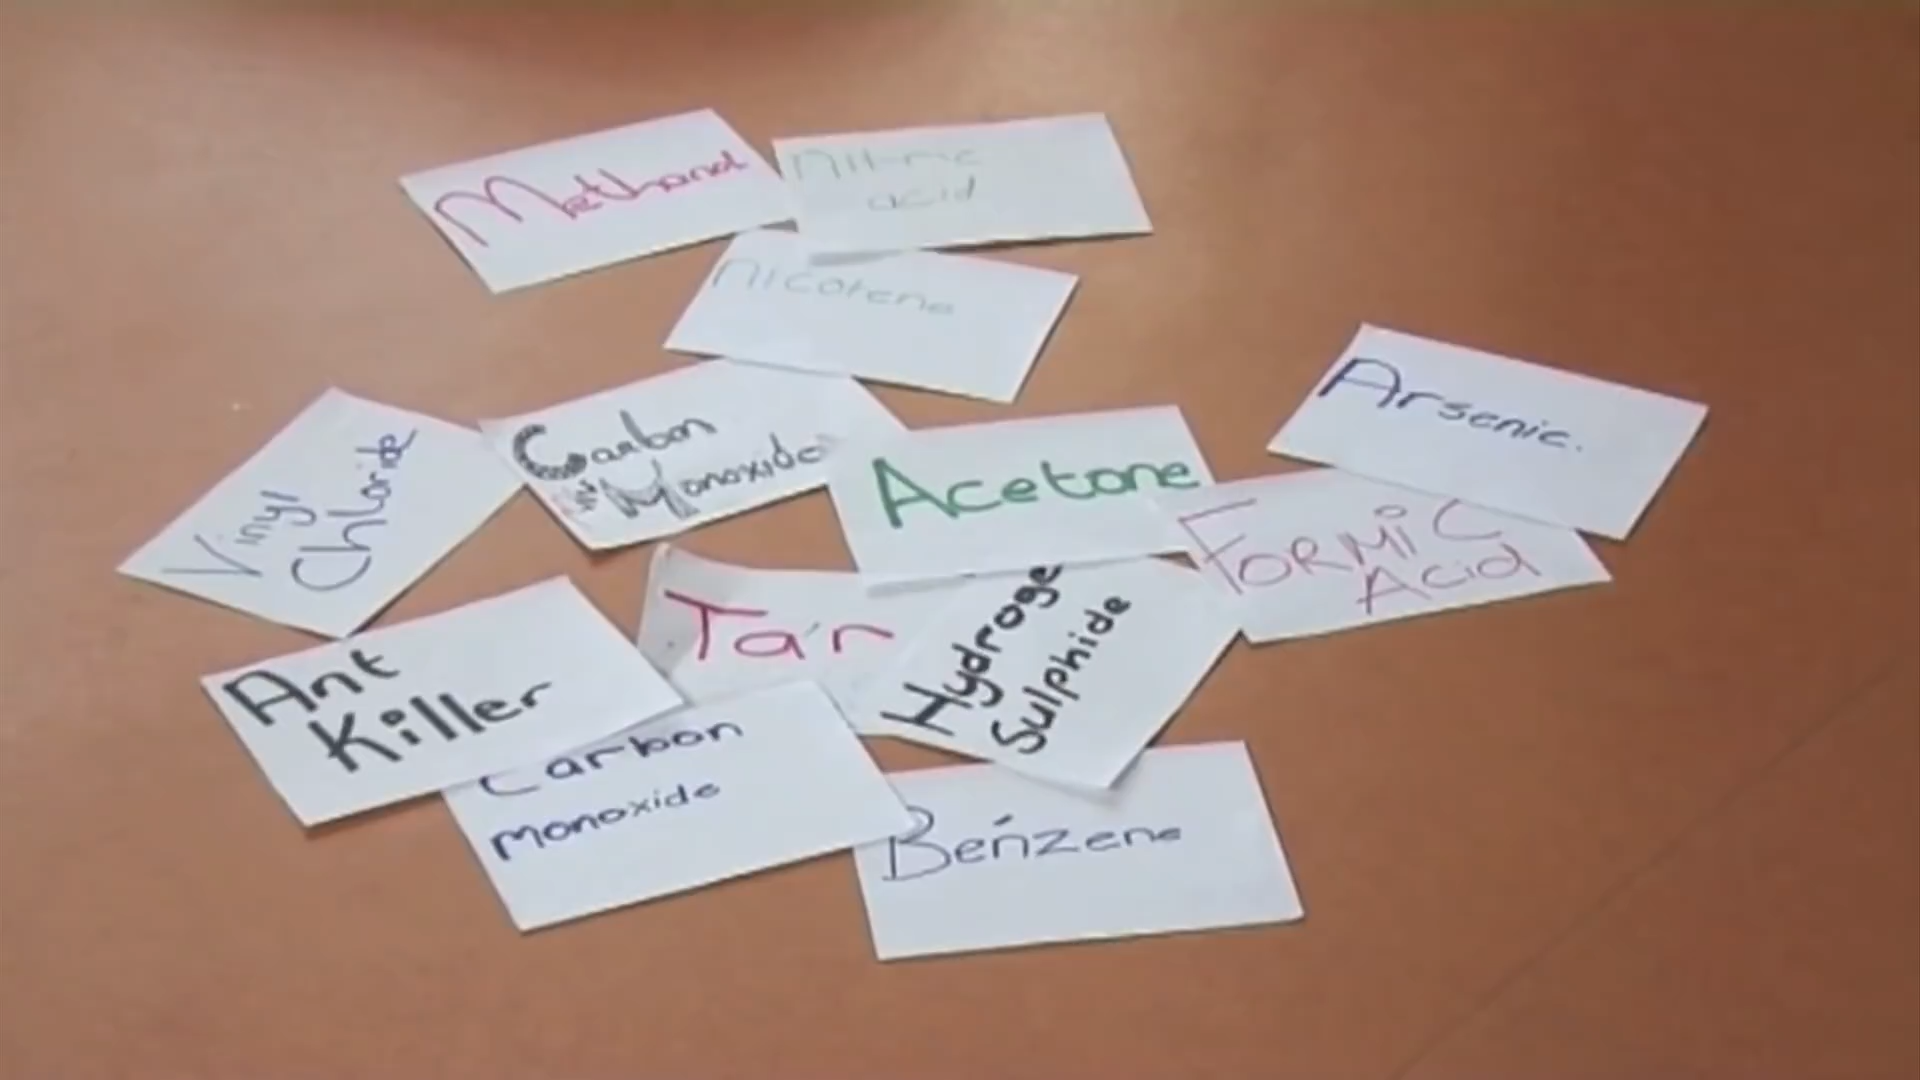 Methanol
Nitric
acid
Nicotene
Arsenic.
Carbon
Monoxide
Vinyl
Chloride
Acetone
FORMIC
Acid
Tar
Hydroge
Sulphide
Ant
Killer
Carbon
Monoxide
Benzene